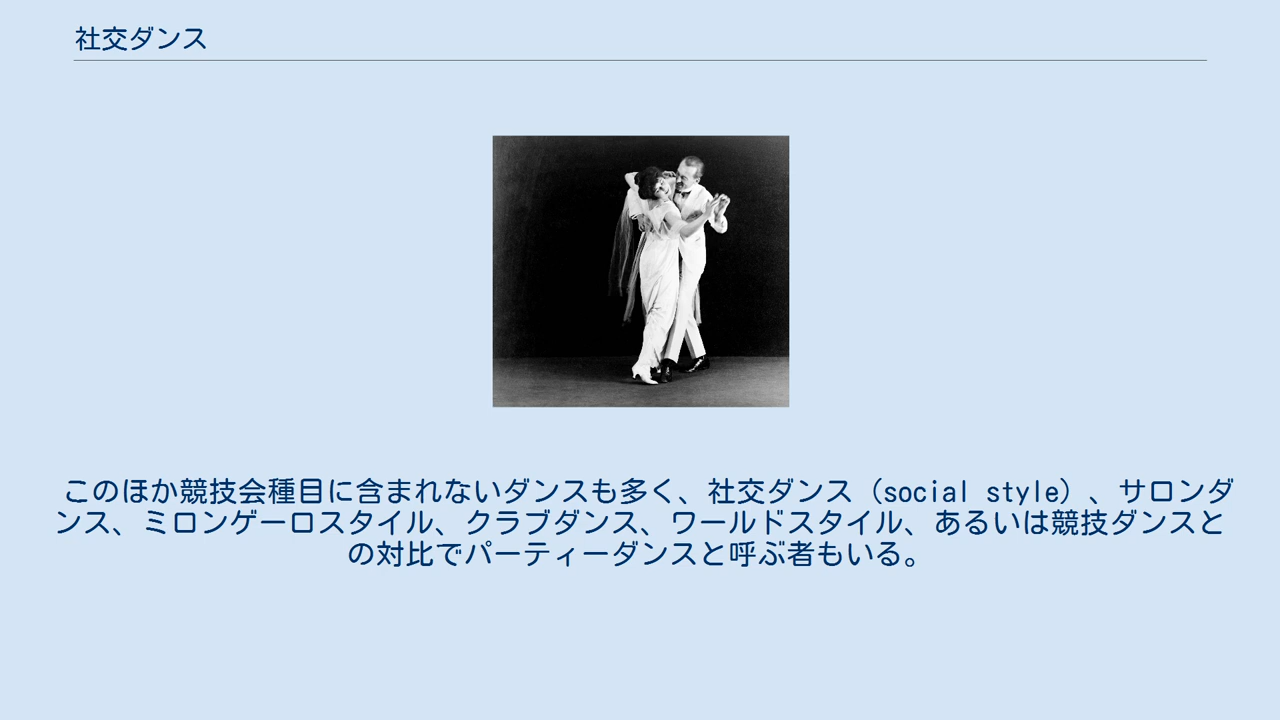 社交ダンス
このほか競技会種目に含まれないダンスも多く、社交ダンス（social style）、サロンダ
ンス、ミロンゲーロスタイル、クラブダンス、ワールドスタイル、あるいは競技ダンスと
の対比でパーティーダンスと呼ぶ者もいる。